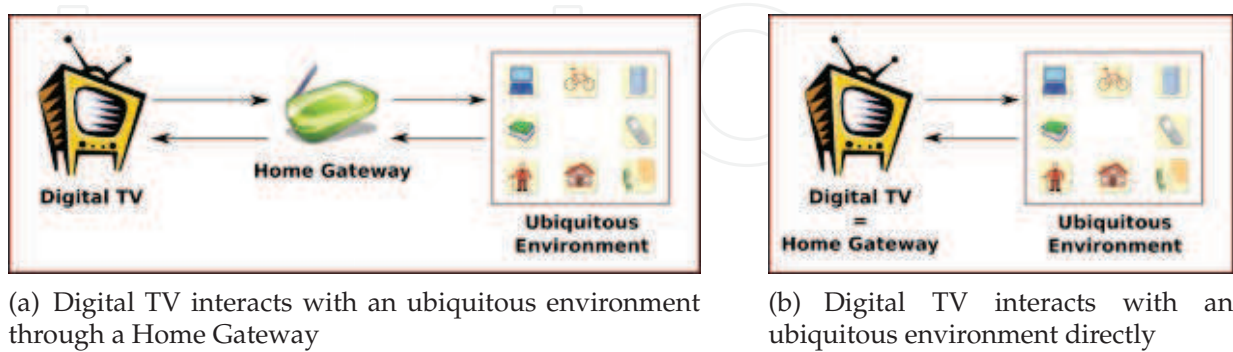 Digital TV
Home Gateway
Ubiquitous
Environment
(a) Digital TV interacts with an ubiquitous environment
through a Home Gateway
Digital TV
=
Home Gateway
Ubiquitous
Environment
(b) Digital TV interacts with an
ubiquitous environment directly